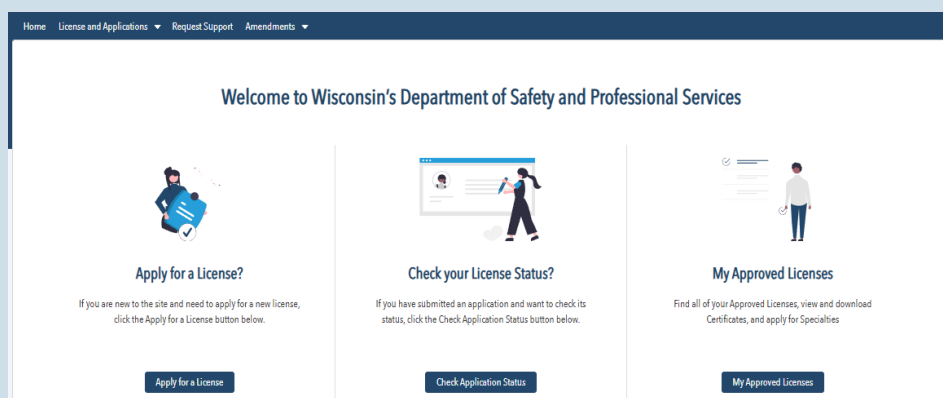 Home License and Applications Request Support Amendments
Welcome to Wisconsin's Department of Safety and Professional Services
Apply for a License?
If you are new to the site and need to apply for a new license,
click the Apply for a License button below.
Apply for a License
Check your License Status?
If you have submitted an application and want to check its
status, click the Check Application Status button below.
Check Application Status
My Approved Licenses
Find all of your Approved Licenses, view and download
Certificates, and apply for Specialties
My Approved Licenses